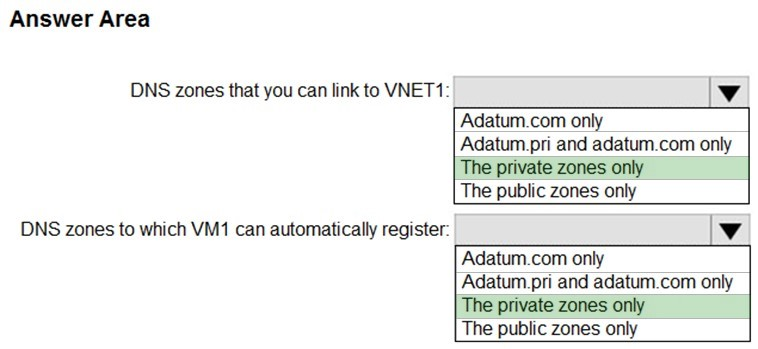 Answer Area
DNS zones that you can link to VNET1:
Adatum.com only
Adatum.pri and adatum.com only
The private zones only
The public zones only
DNS zones to which VM1 can automatically register:
Adatum.com only
Adatum.pri and adatum.com only
The private zones only
The public zones only